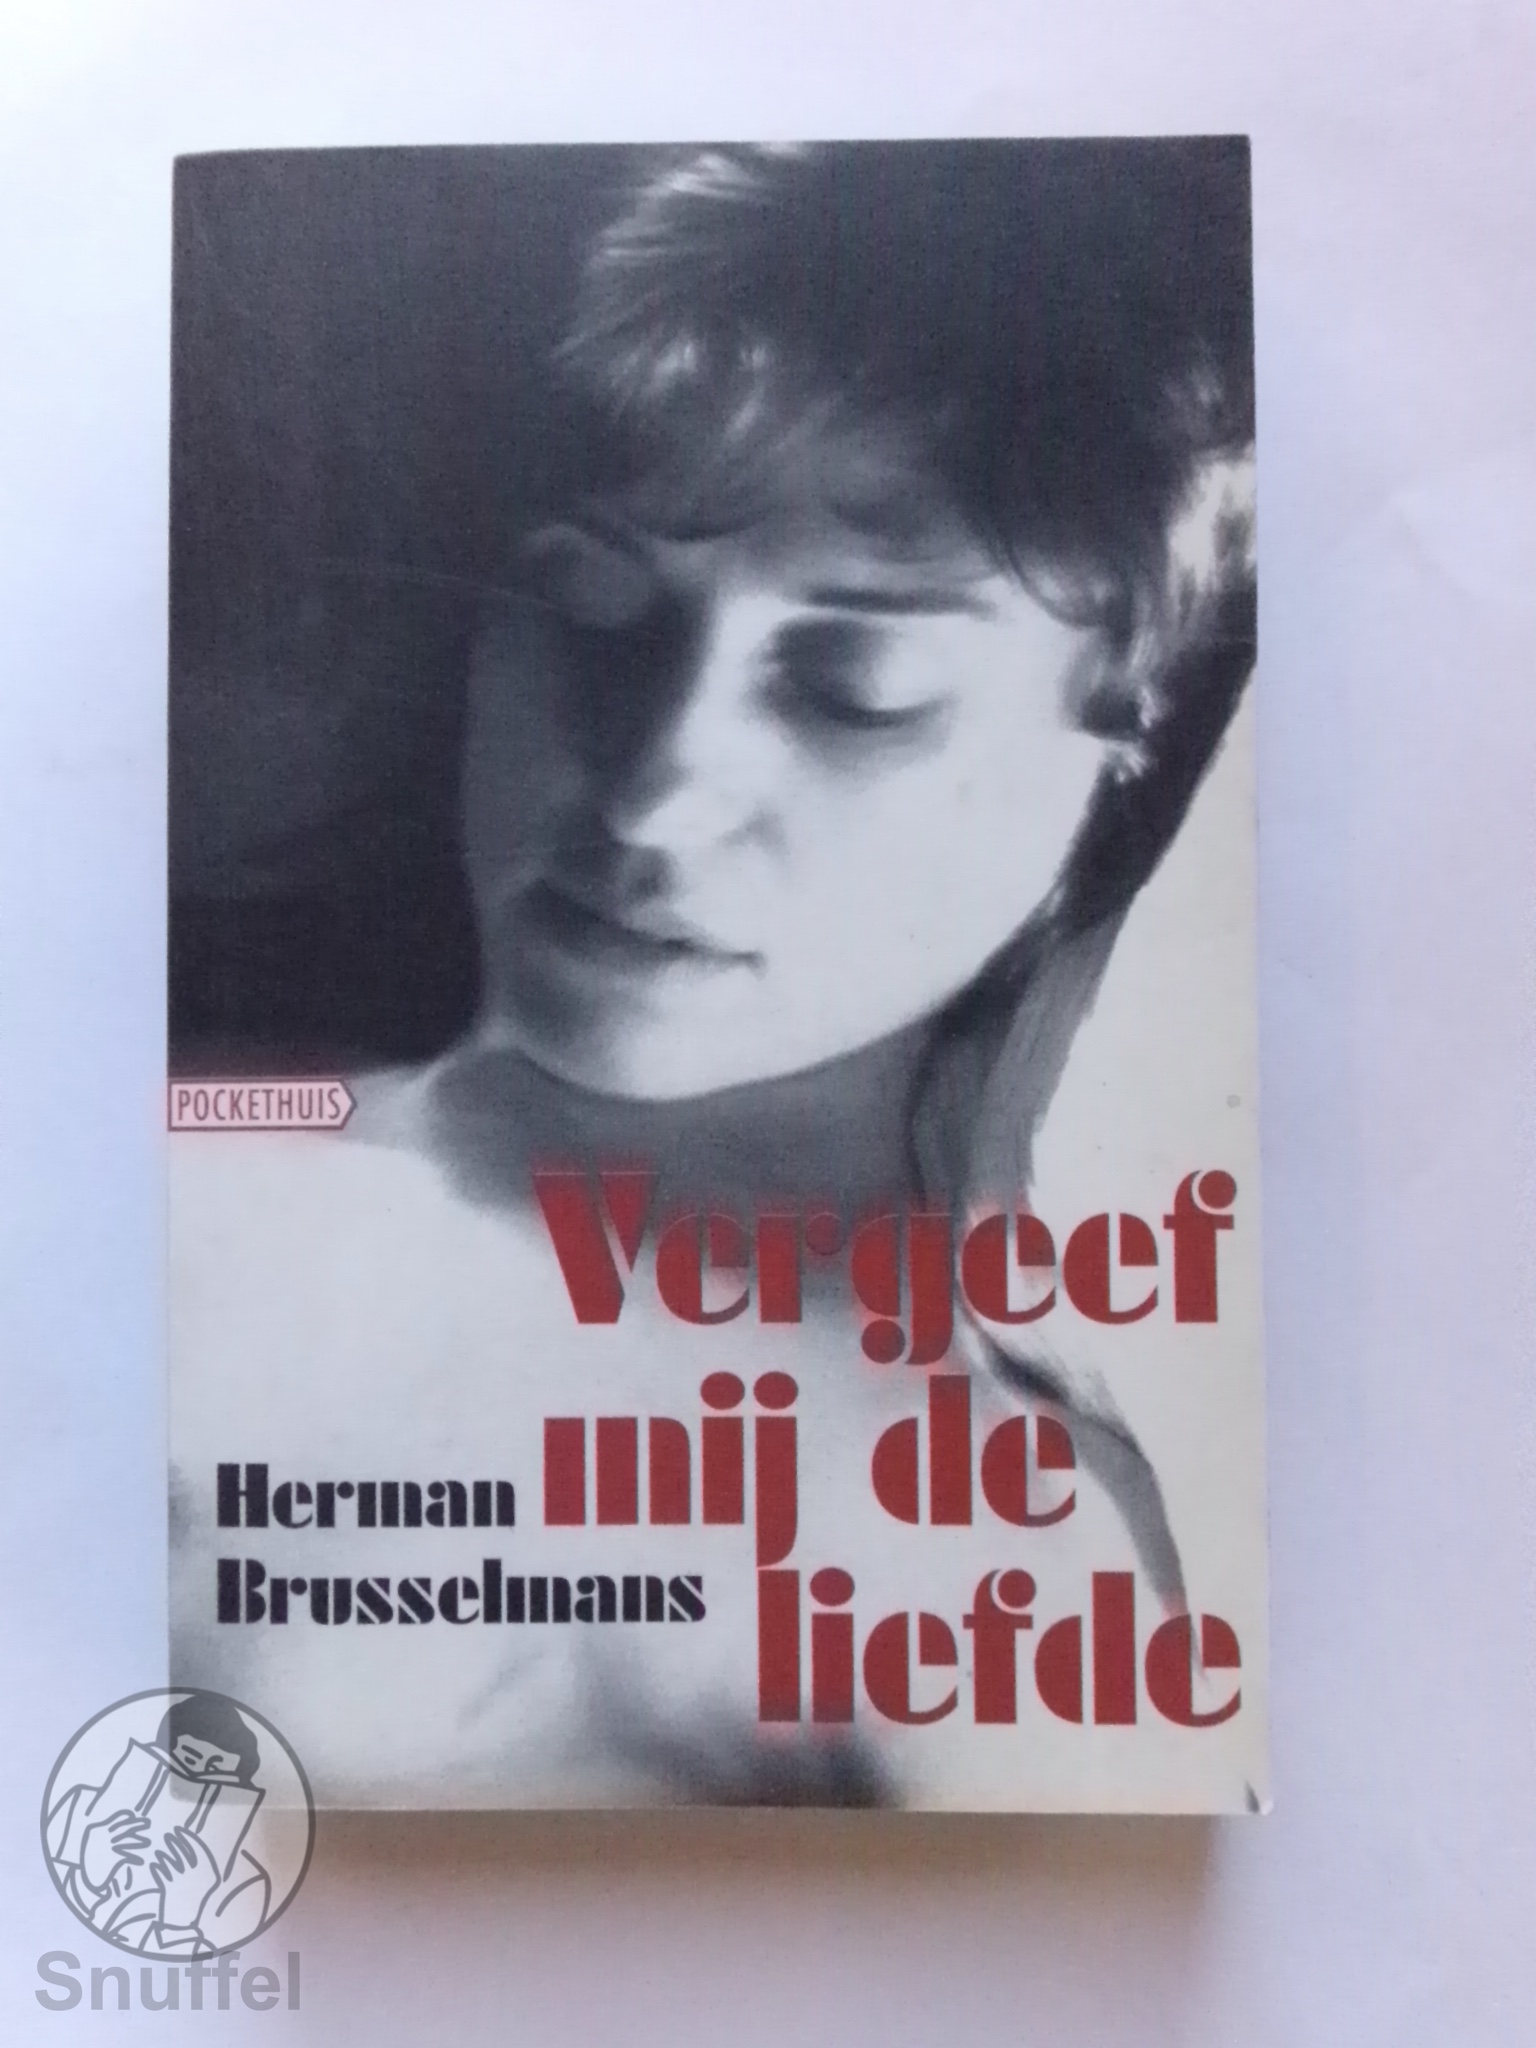 POCKETHUIS
Vergeef
mij de
liefde
Herman
Brusselmans
Snuffel